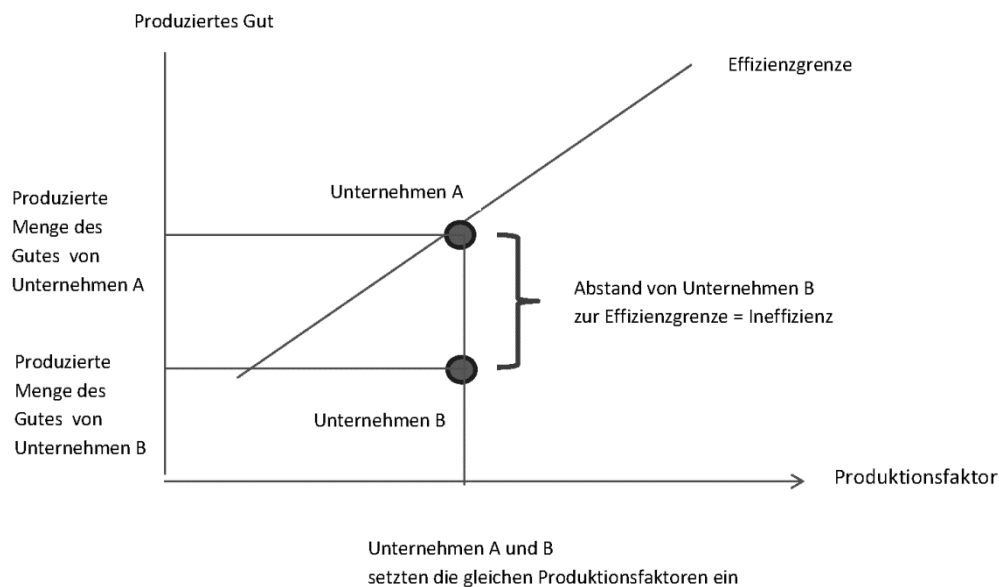 Produziertes Gut
Effizienzgrenze
Produzierte
Menge des
Gutes von
Unternehmen A
Unternehmen A
Abstand von Unternehmen B
zur Effizienzgrenze = Ineffizienz
Produzierte
Menge des
Gutes von
Unternehmen B
Unternehmen B
Produktionsfaktor
Unternehmen A und B
setzten die gleichen Produktionsfaktoren ein